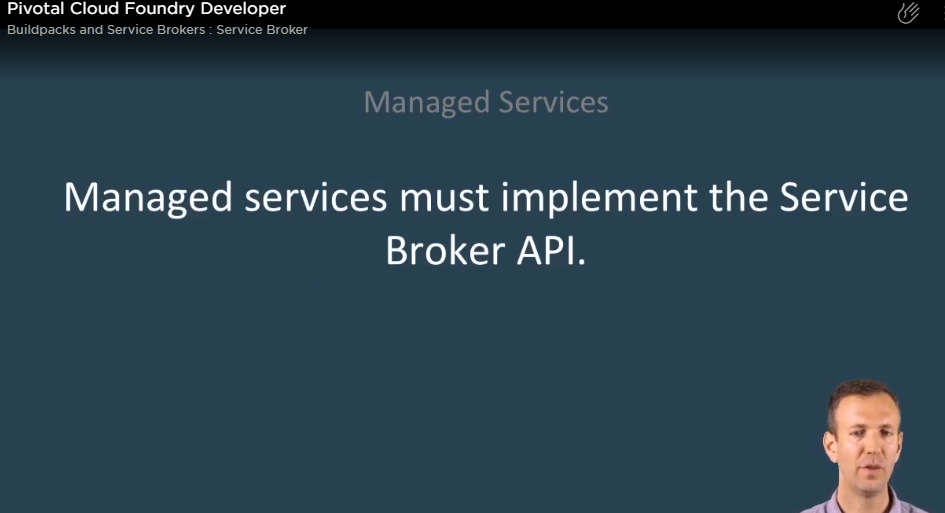 Pivotal Cloud Foundry Developer
Buildpacks and Service Brokers : Service Broker
Managed Services
Managed services must implement the Service
Broker API.